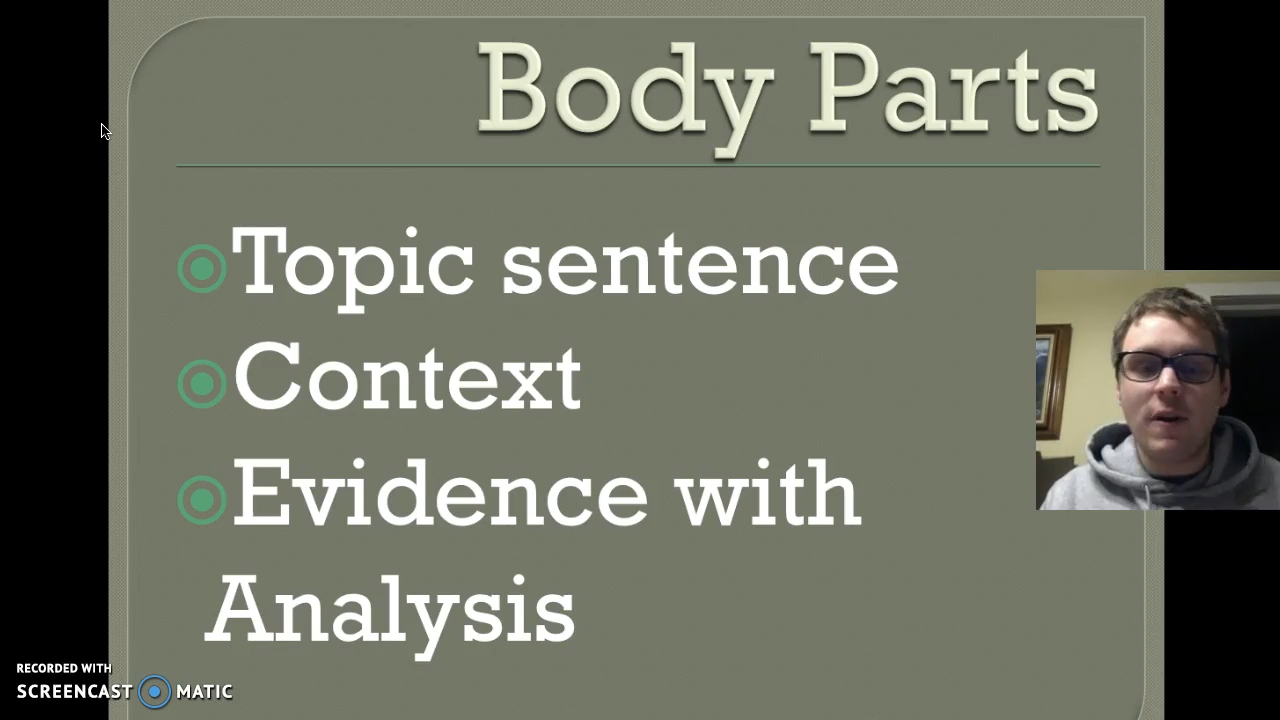 Body Parts
Topic sentence
Context
Evidence with
Analysis
RECORDED WITH
SCREENCAST MATIC